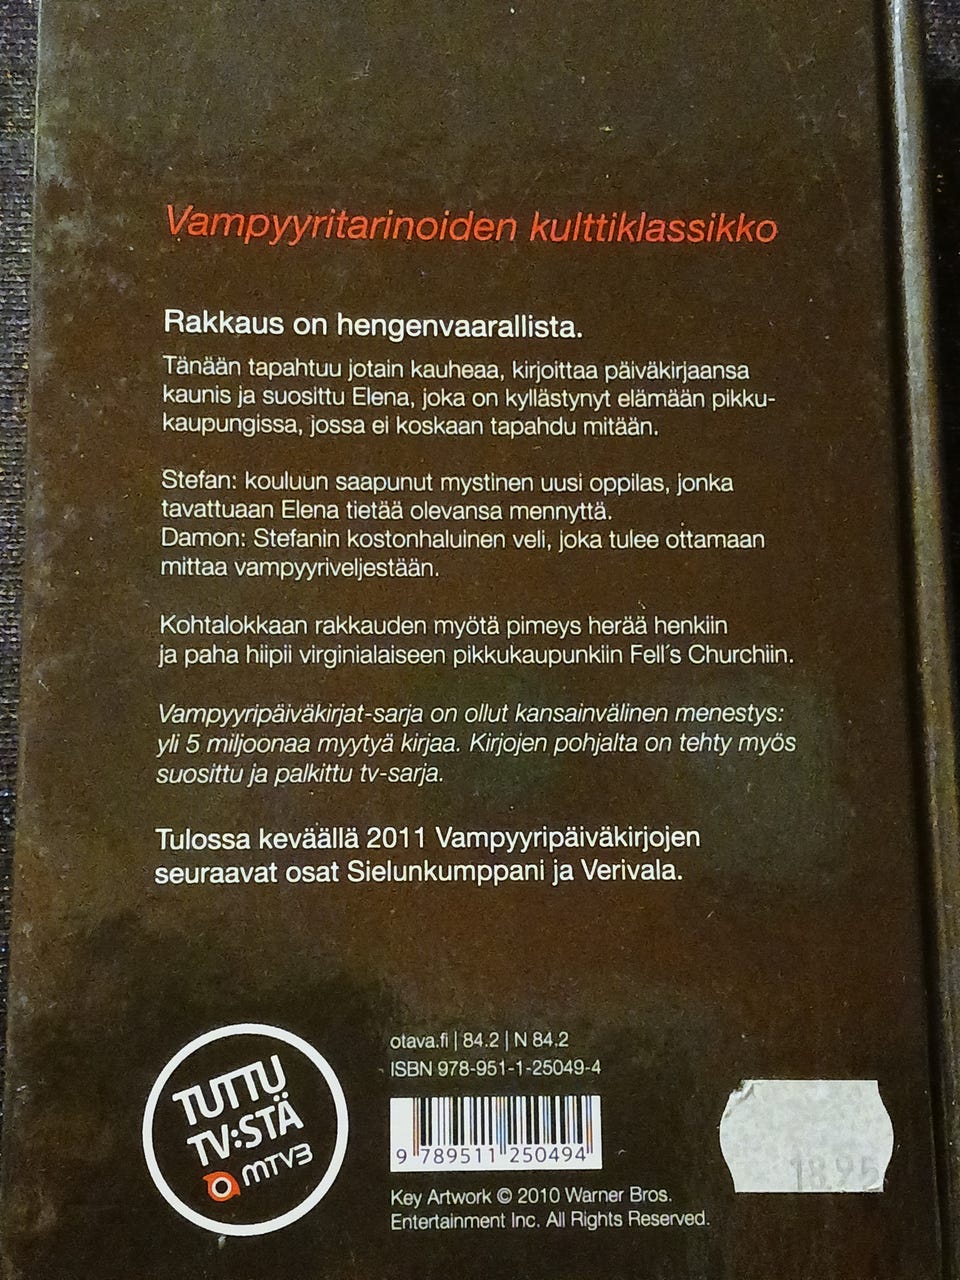 Vampyyritarinoiden kulttiklassikko
Rakkaus on hengenvaarallista.
Tänään tapahtuu jotain kauheaa, kirjoittaa päiväkirjaansa
kaunis ja suosittu Elena, joka on kyllästynyt elämään pikku-
kaupungissa, jossa ei koskaan tapahdu mitään.
Stefan: kouluun saapunut mystinen uusi oppilas, jonka
tavattuaan Elena tietää olevansa mennyttä.
Damon: Stefanin kostonhaluinen veli, joka tulee ottamaan
mittaa vampyyriveljestään.
Kohtalokkaan rakkauden myötä pimeys herää henkiin
ja paha hiipii virginialaiseen pikkukaupunkiin Fell´s Churchiin.
Vampyyripäiväkirjat-sarja on ollut kansainvälinen menestys:
yli 5 miljoonaa myytyä kirjaa. Kirjojen pohjalta on tehty myös
suosittu ja palkittu tv-sarja.
Tulossa keväällä 2011 Vampyyripäiväkirjojen
seuraavat osat Sielunkumppani ja Verivala.
TUTTU
TV:STÄ
MTV3
otava.fi | 84.2 | N 84.2
ISBN 978-951-1-25049-4
9 789511 250494
Key Artwork © 2010 Warner Bros.
Entertainment Inc. All Rights Reserved.
18.95